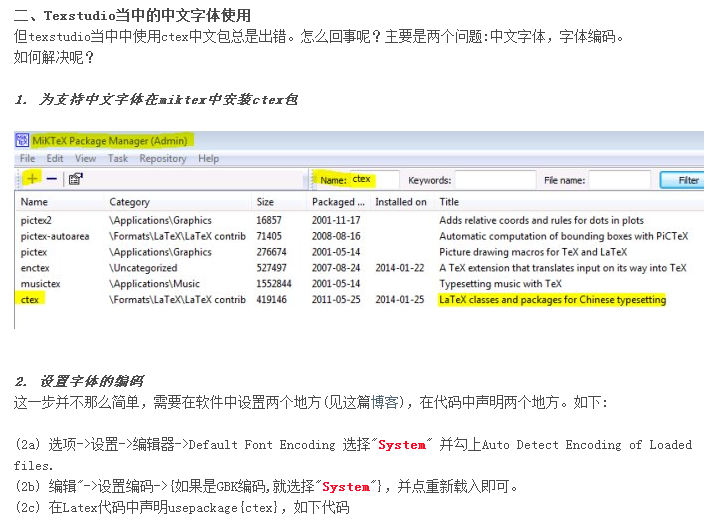 二、Texstudio当中的中文字体使用
但texstudio当中中使用ctex中文包总是出错。怎么回事呢？主要是两个问题:中文字体，字体编码。
如何解决呢？
1. 为支持中文字体在miktex中安装ctex包
MiKTeX Package Manager (Admin)
File Edit View Task Repository Help
Name: ctex Keywords: File name: Filter
Name Category Size Packaged ... Installed on Title
pictex2 \Applications\Graphics 16857 2001-11-17 Adds relative coords and rules for dots in plots
pictex-autoarea \Formats\LaTeX\LaTeX contrib 71405 2008-08-16 Automatic computation of bounding boxes with PiCTeX
pictex \Applications\Graphics 276674 2001-05-14 Picture drawing macros for TeX and LaTeX
enctex \Uncategorized 527497 2007-08-24 2014-01-22 A TeX extension that translates input on its way into TeX
musictex \Applications\Music 1552844 2001-05-14 Typesetting music with TeX
ctex \Formats\LaTeX\LaTeX contrib 419146 2011-05-25 2014-01-25 LaTeX classes and packages for Chinese typesetting
2. 设置字体的编码
这一步并不那么简单，需要在软件中设置两个地方(见这篇博客)，在代码中声明两个地方。如下:
(2a) 选项->设置->编辑器->Default Font Encoding 选择"System" 并勾上Auto Detect Encoding of Loaded
files.
(2b) 编辑"->设置编码->{如果是GBK编码,就选择"System"}，并点重新载入即可。
(2c) 在Latex代码中声明usepackage{ctex}，如下代码